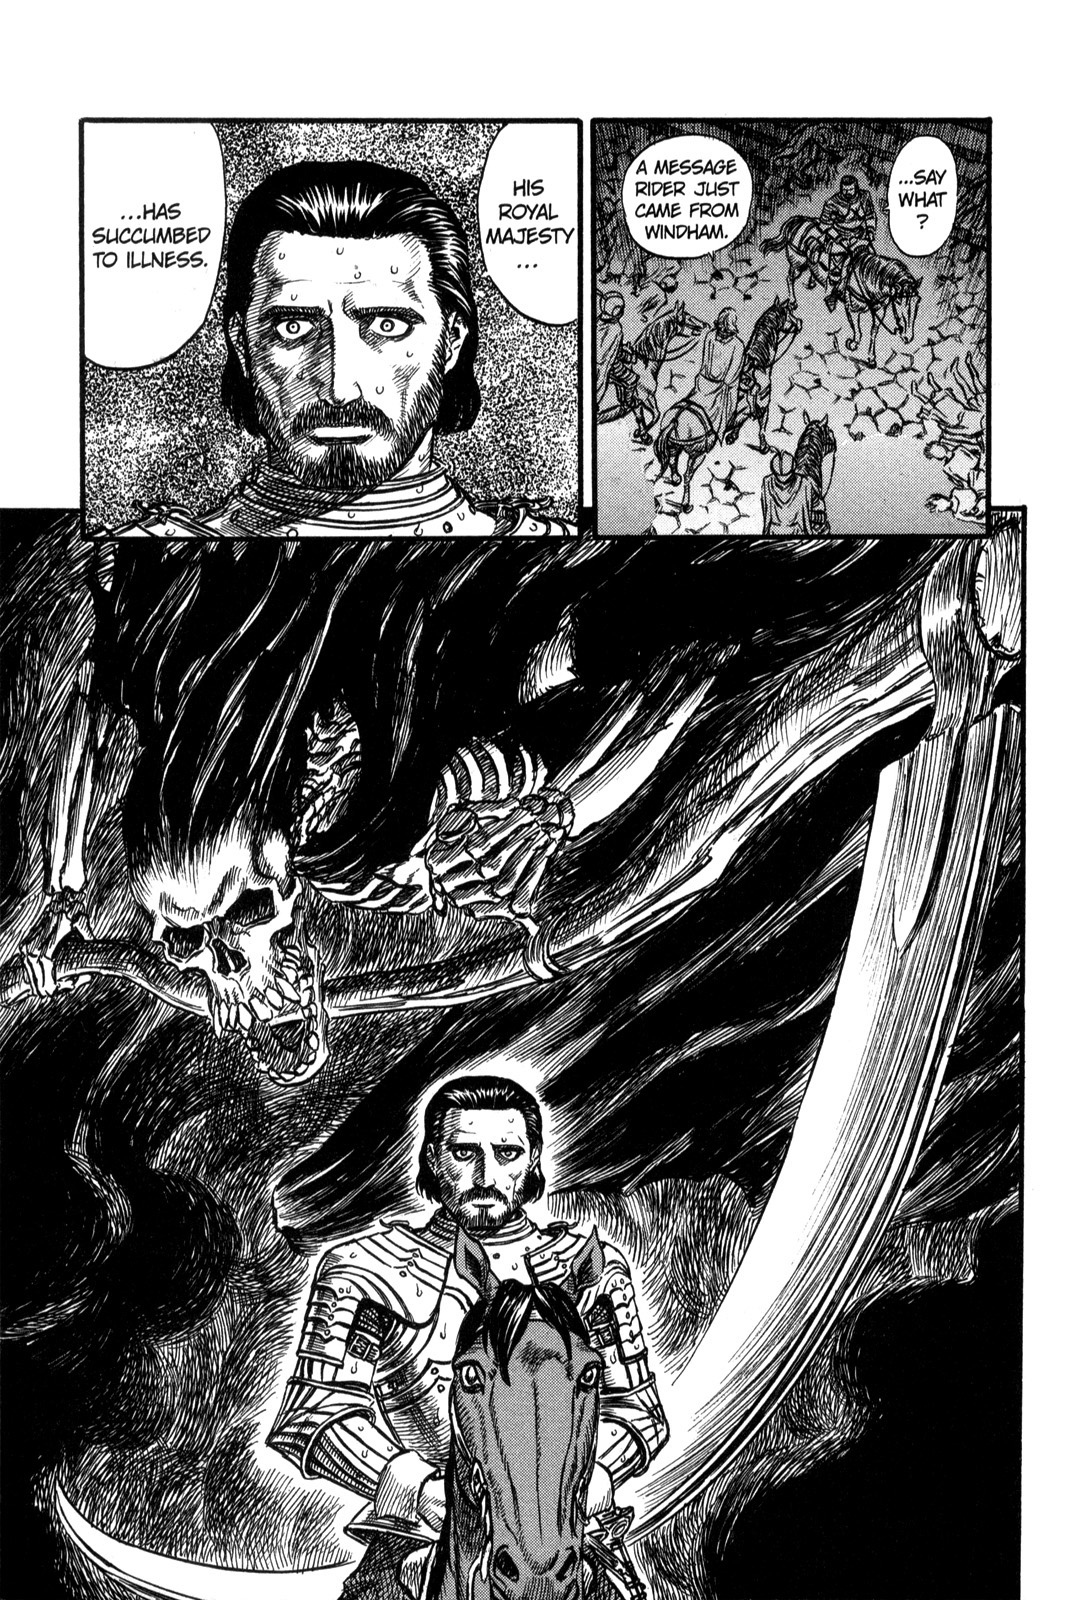 ...SAY
WHAT
?
A MESSAGE
RIDER JUST
CAME FROM
WINDHAM.
HIS
ROYAL
MAJESTY
...
...HAS
SUCCUMBED
TO ILLNESS.